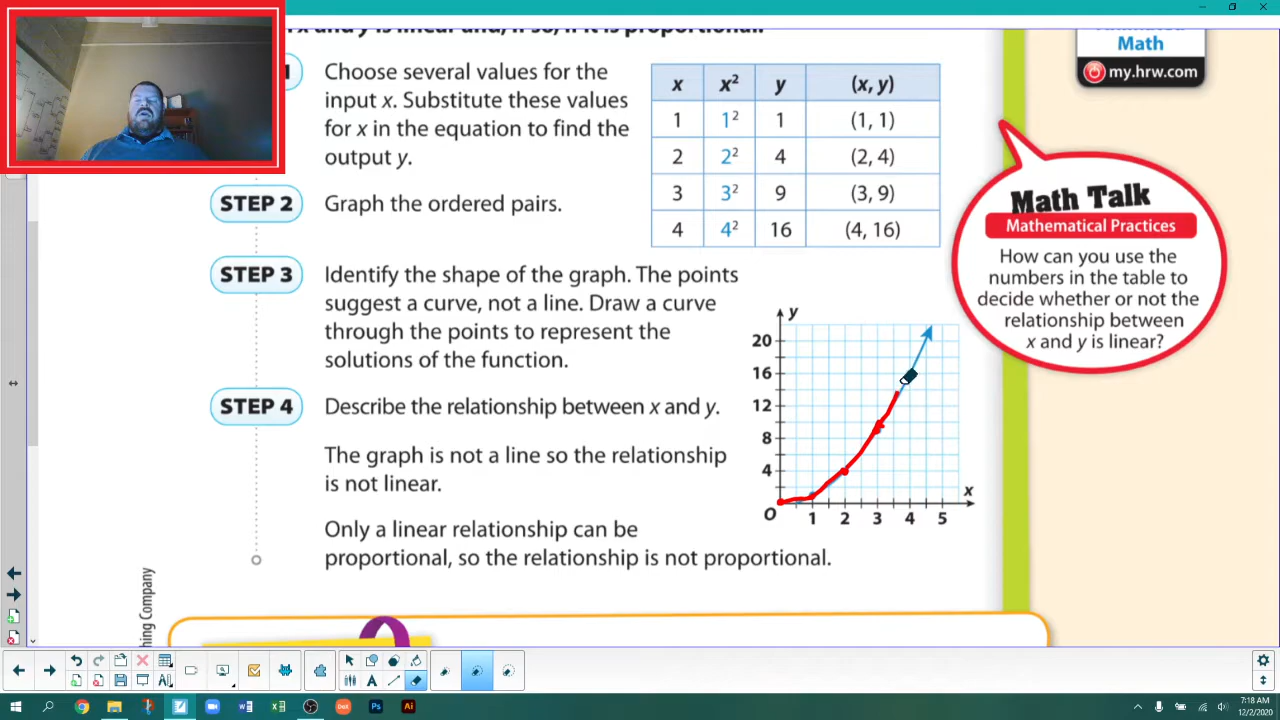 x and y is linear and, if so, if it is proportional.
1
Choose several values for the
input x. Substitute these values
for x in the equation to find the
output y.
x x² y (x, y)
1 1² 1 (1, 1)
2 2² 4 (2, 4)
3 3² 9 (3, 9)
4 4² 16 (4, 16)
STEP 2 Graph the ordered pairs.
STEP 3 Identify the shape of the graph. The points
suggest a curve, not a line. Draw a curve
through the points to represent the
solutions of the function.
STEP 4 Describe the relationship between x and y.
The graph is not a line so the relationship
is not linear.
Only a linear relationship can be
proportional, so the relationship is not proportional.
y
20
16
12
8
4
O 1 2 3 4 5
x
Math
my.hrw.com
Math Talk
Mathematical Practices
How can you use the
numbers in the table to
decide whether or not the
relationship between
x and y is linear?
hing Company
7:18 AM
12/2/2020